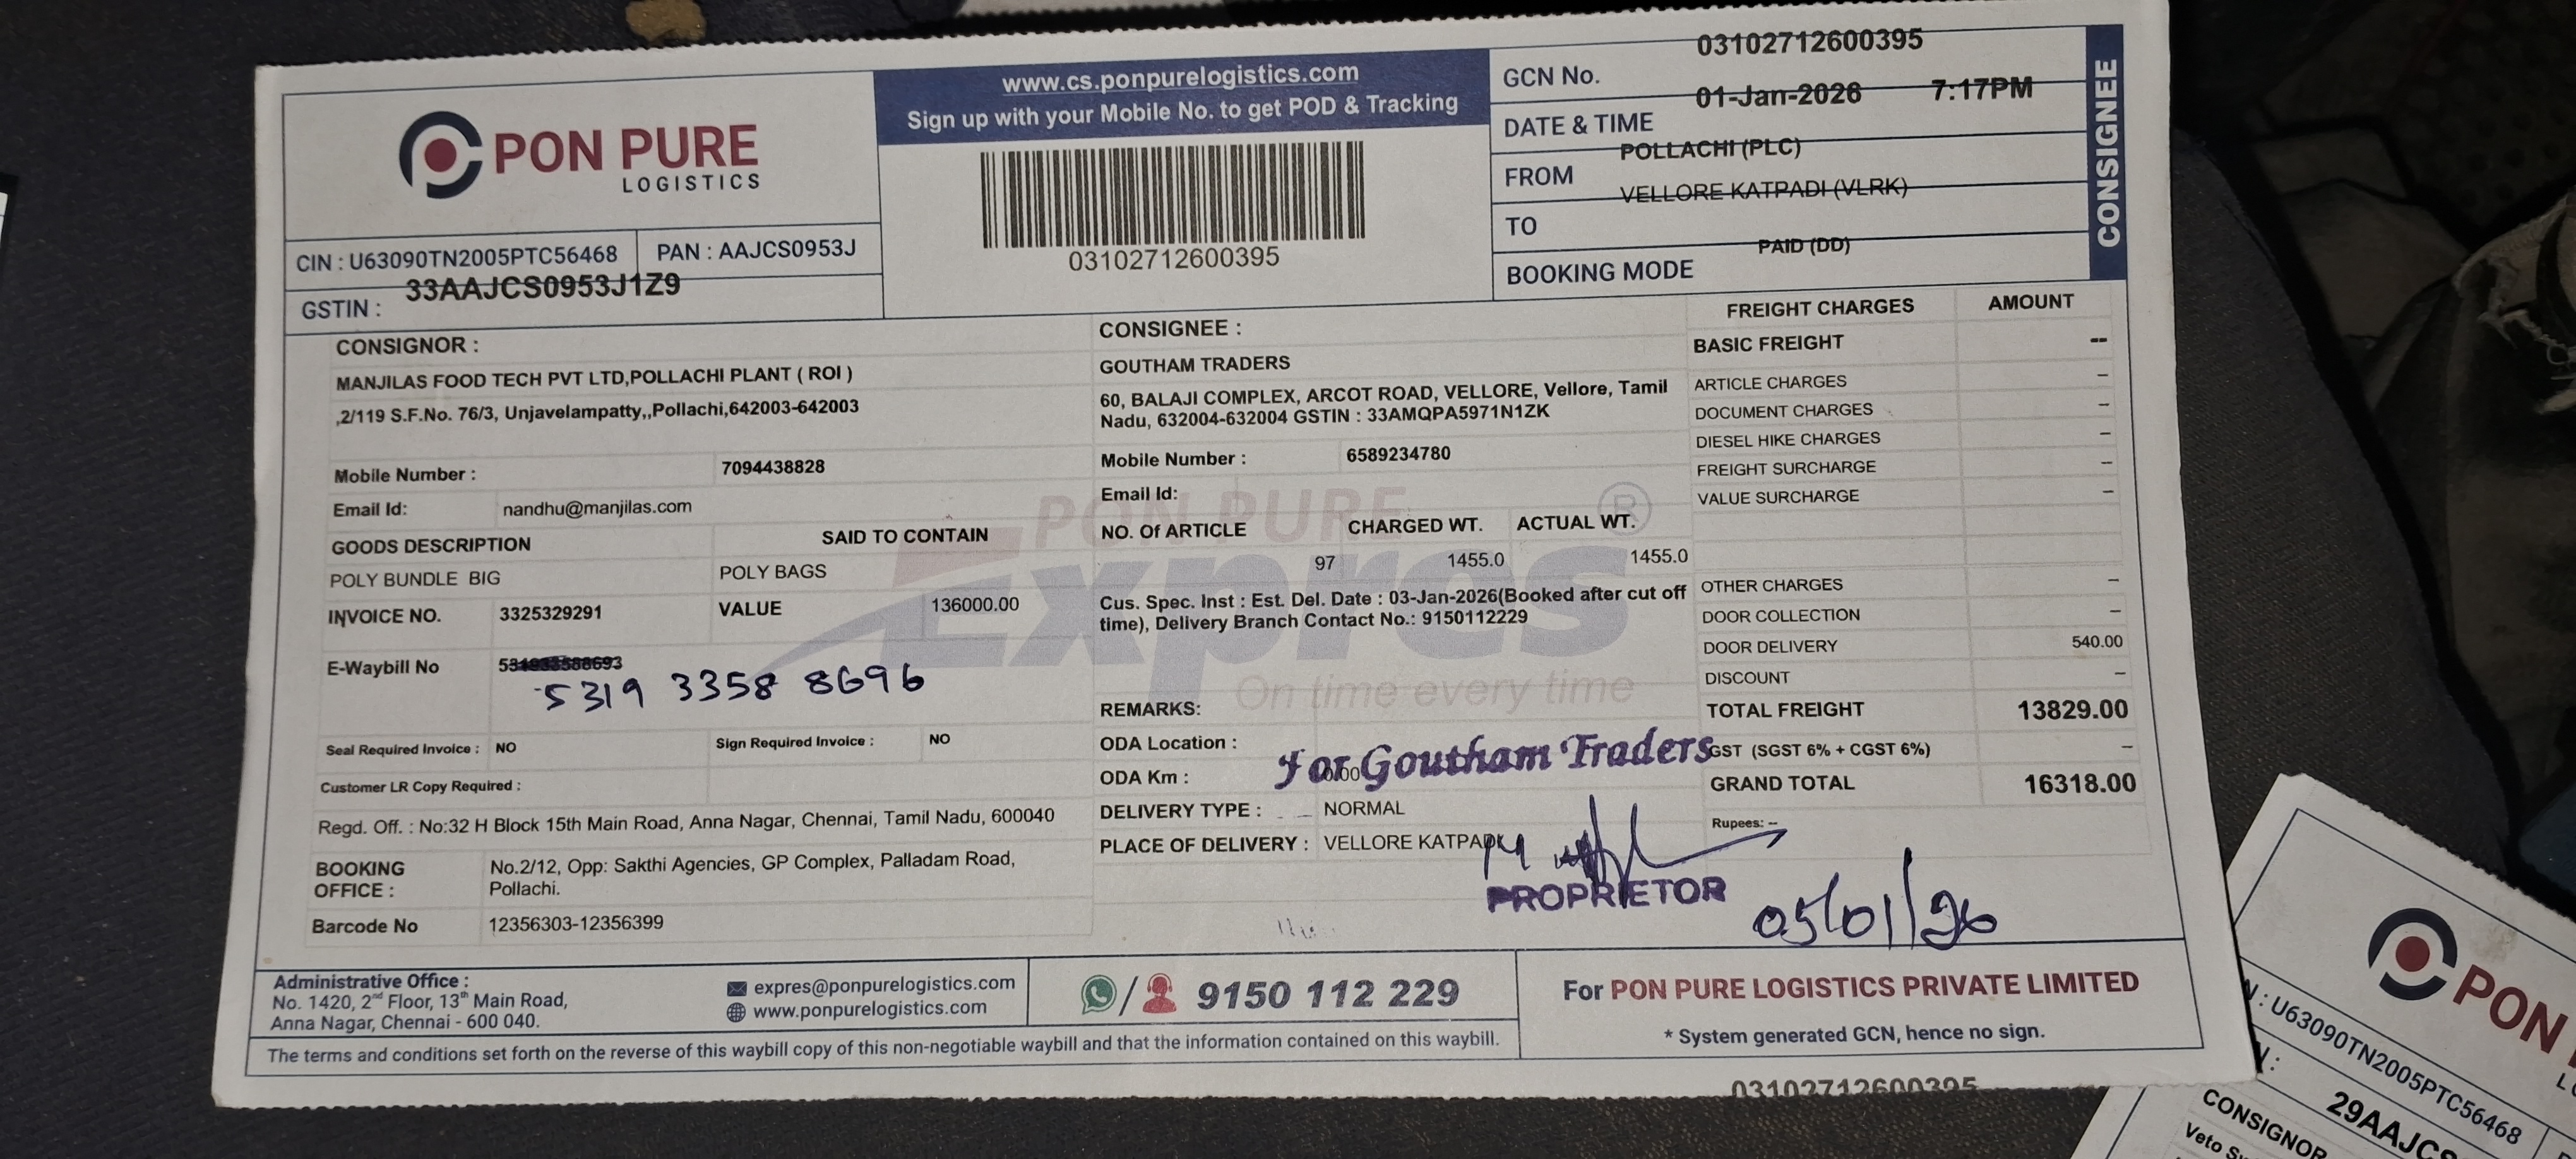 03102712600395
www.cs.ponpurelogistics.com
Sign up with your Mobile No. to get POD & Tracking
GCN No.
01-Jan-2026 7:17PM
DATE & TIME
POLLACHI (PLC)
FROM
VELLORE KATPADI (VLRK)
TO
PAID (DD)
BOOKING MODE
CONSIGNEE
PON PURE
LOGISTICS
03102712600395
CIN : U63090TN2005PTC56468 PAN : AAJCS0953J
33AAJCS0953J1Z9
GSTIN :
CONSIGNOR :
MANJILAS FOOD TECH PVT LTD,POLLACHI PLANT ( ROI )
,2/119 S.F.No. 76/3, Unjavelampatty,,Pollachi,642003-642003
Mobile Number : 7094438828
Email Id: nandhu@manjilas.com
GOODS DESCRIPTION SAID TO CONTAIN
POLY BUNDLE BIG POLY BAGS
INVOICE NO. 3325329291 VALUE 136000.00
E-Waybill No
5319 3358 8696
Seal Required Invoice : NO Sign Required Invoice : NO
Customer LR Copy Required :
Regd. Off. : No:32 H Block 15th Main Road, Anna Nagar, Chennai, Tamil Nadu, 600040
BOOKING OFFICE : No.2/12, Opp: Sakthi Agencies, GP Complex, Palladam Road,
Pollachi.
Barcode No 12356303-12356399
CONSIGNEE :
GOUTHAM TRADERS
60, BALAJI COMPLEX, ARCOT ROAD, VELLORE, Vellore, Tamil
Nadu, 632004-632004 GSTIN : 33AMQPA5971N1ZK
Mobile Number : 6589234780
Email Id:
PON PURE ®
Expres
On time every time
NO. Of ARTICLE CHARGED WT. ACTUAL WT.
97 1455.0 1455.0
Cus. Spec. Inst : Est. Del. Date : 03-Jan-2026(Booked after cut off
time), Delivery Branch Contact No.: 9150112229
REMARKS:
ODA Location :
ODA Km :
For Goutham Traders
DELIVERY TYPE : NORMAL
PLACE OF DELIVERY : VELLORE KATPADI
PROPRIETOR
05/01/26
FREIGHT CHARGES AMOUNT
BASIC FREIGHT --
ARTICLE CHARGES --
DOCUMENT CHARGES --
DIESEL HIKE CHARGES --
FREIGHT SURCHARGE --
VALUE SURCHARGE --
OTHER CHARGES --
DOOR COLLECTION --
DOOR DELIVERY 540.00
DISCOUNT --
TOTAL FREIGHT 13829.00
GST (SGST 6% + CGST 6%) --
GRAND TOTAL 16318.00
Rupees: --
Administrative Office :
No. 1420, 2nd Floor, 13th Main Road,
Anna Nagar, Chennai - 600 040.
expres@ponpurelogistics.com
www.ponpurelogistics.com
9150 112 229
For PON PURE LOGISTICS PRIVATE LIMITED
* System generated GCN, hence no sign.
The terms and conditions set forth on the reverse of this waybill copy of this non-negotiable waybill and that the information contained on this waybill.
03102712600395
PON
: U63090TN2005PTC56468
29AAJCS
CONSIGNOR
Veto